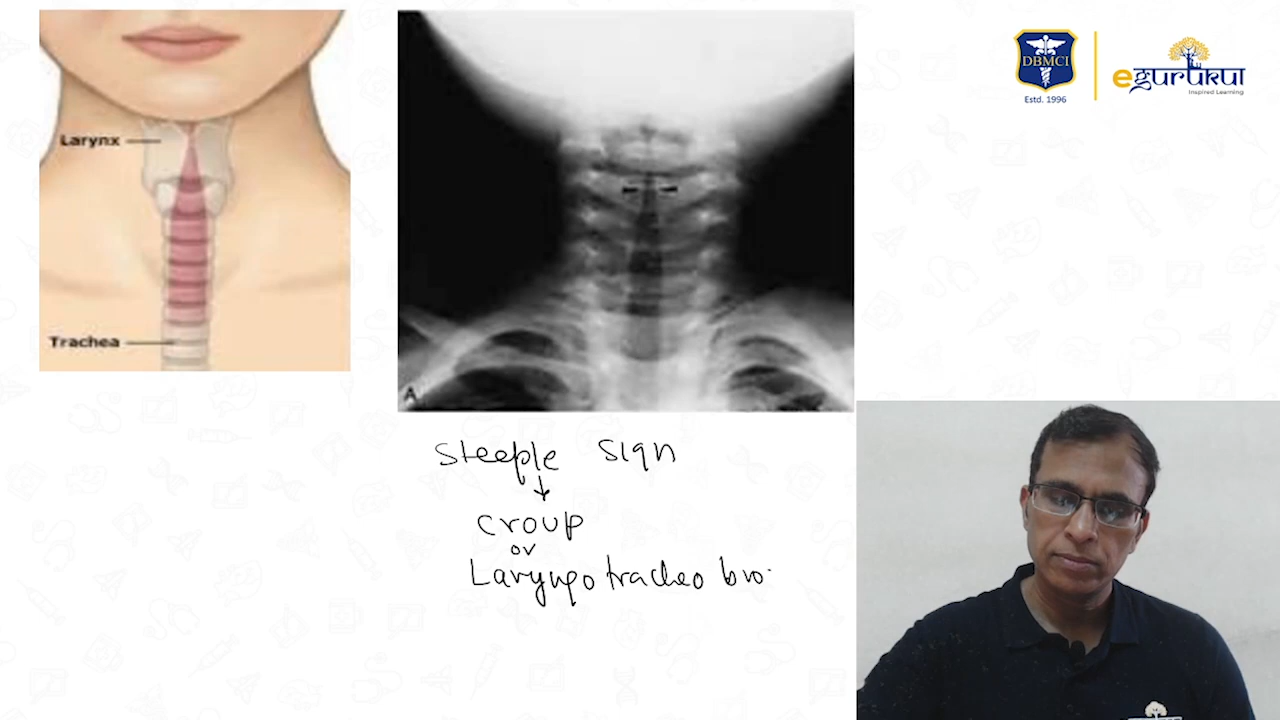 Larynx
Trachea
A
DBMCI
Estd. 1996
egurukul
Inspired Learning
Steeple Sign
Croup
or
Laryngotracheo bro.